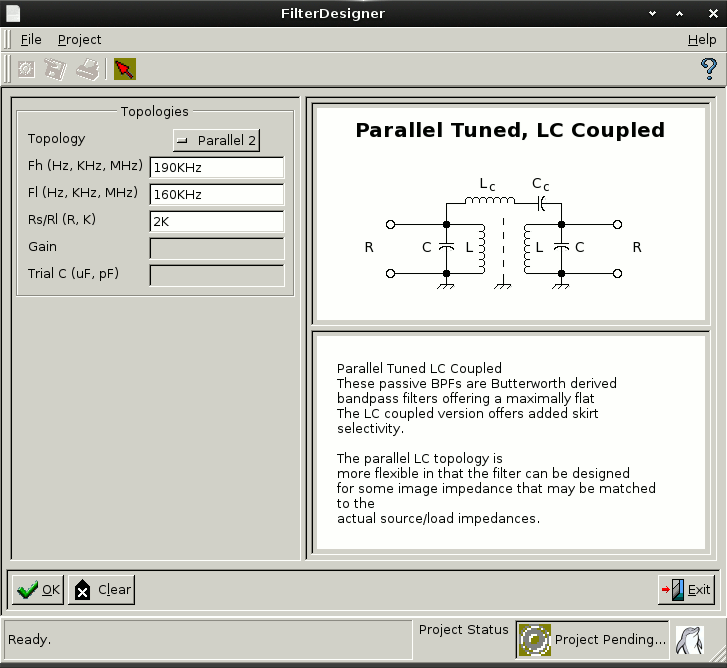 FilterDesigner
File Project Help
Topologies
Topology Parallel 2
Fh (Hz, KHz, MHz) 190KHz
Fl (Hz, KHz, MHz) 160KHz
Rs/Rl (R, K) 2K
Gain
Trial C (uF, pF)
Parallel Tuned, LC Coupled
Lc Cc
R C L L C R
Parallel Tuned LC Coupled
These passive BPFs are Butterworth derived
bandpass filters offering a maximally flat
The LC coupled version offers added skirt
selectivity.
The parallel LC topology is
more flexible in that the filter can be designed
for some image impedance that may be matched
to the
actual source/load impedances.
OK Clear Exit
Ready. Project Status Project Pending...